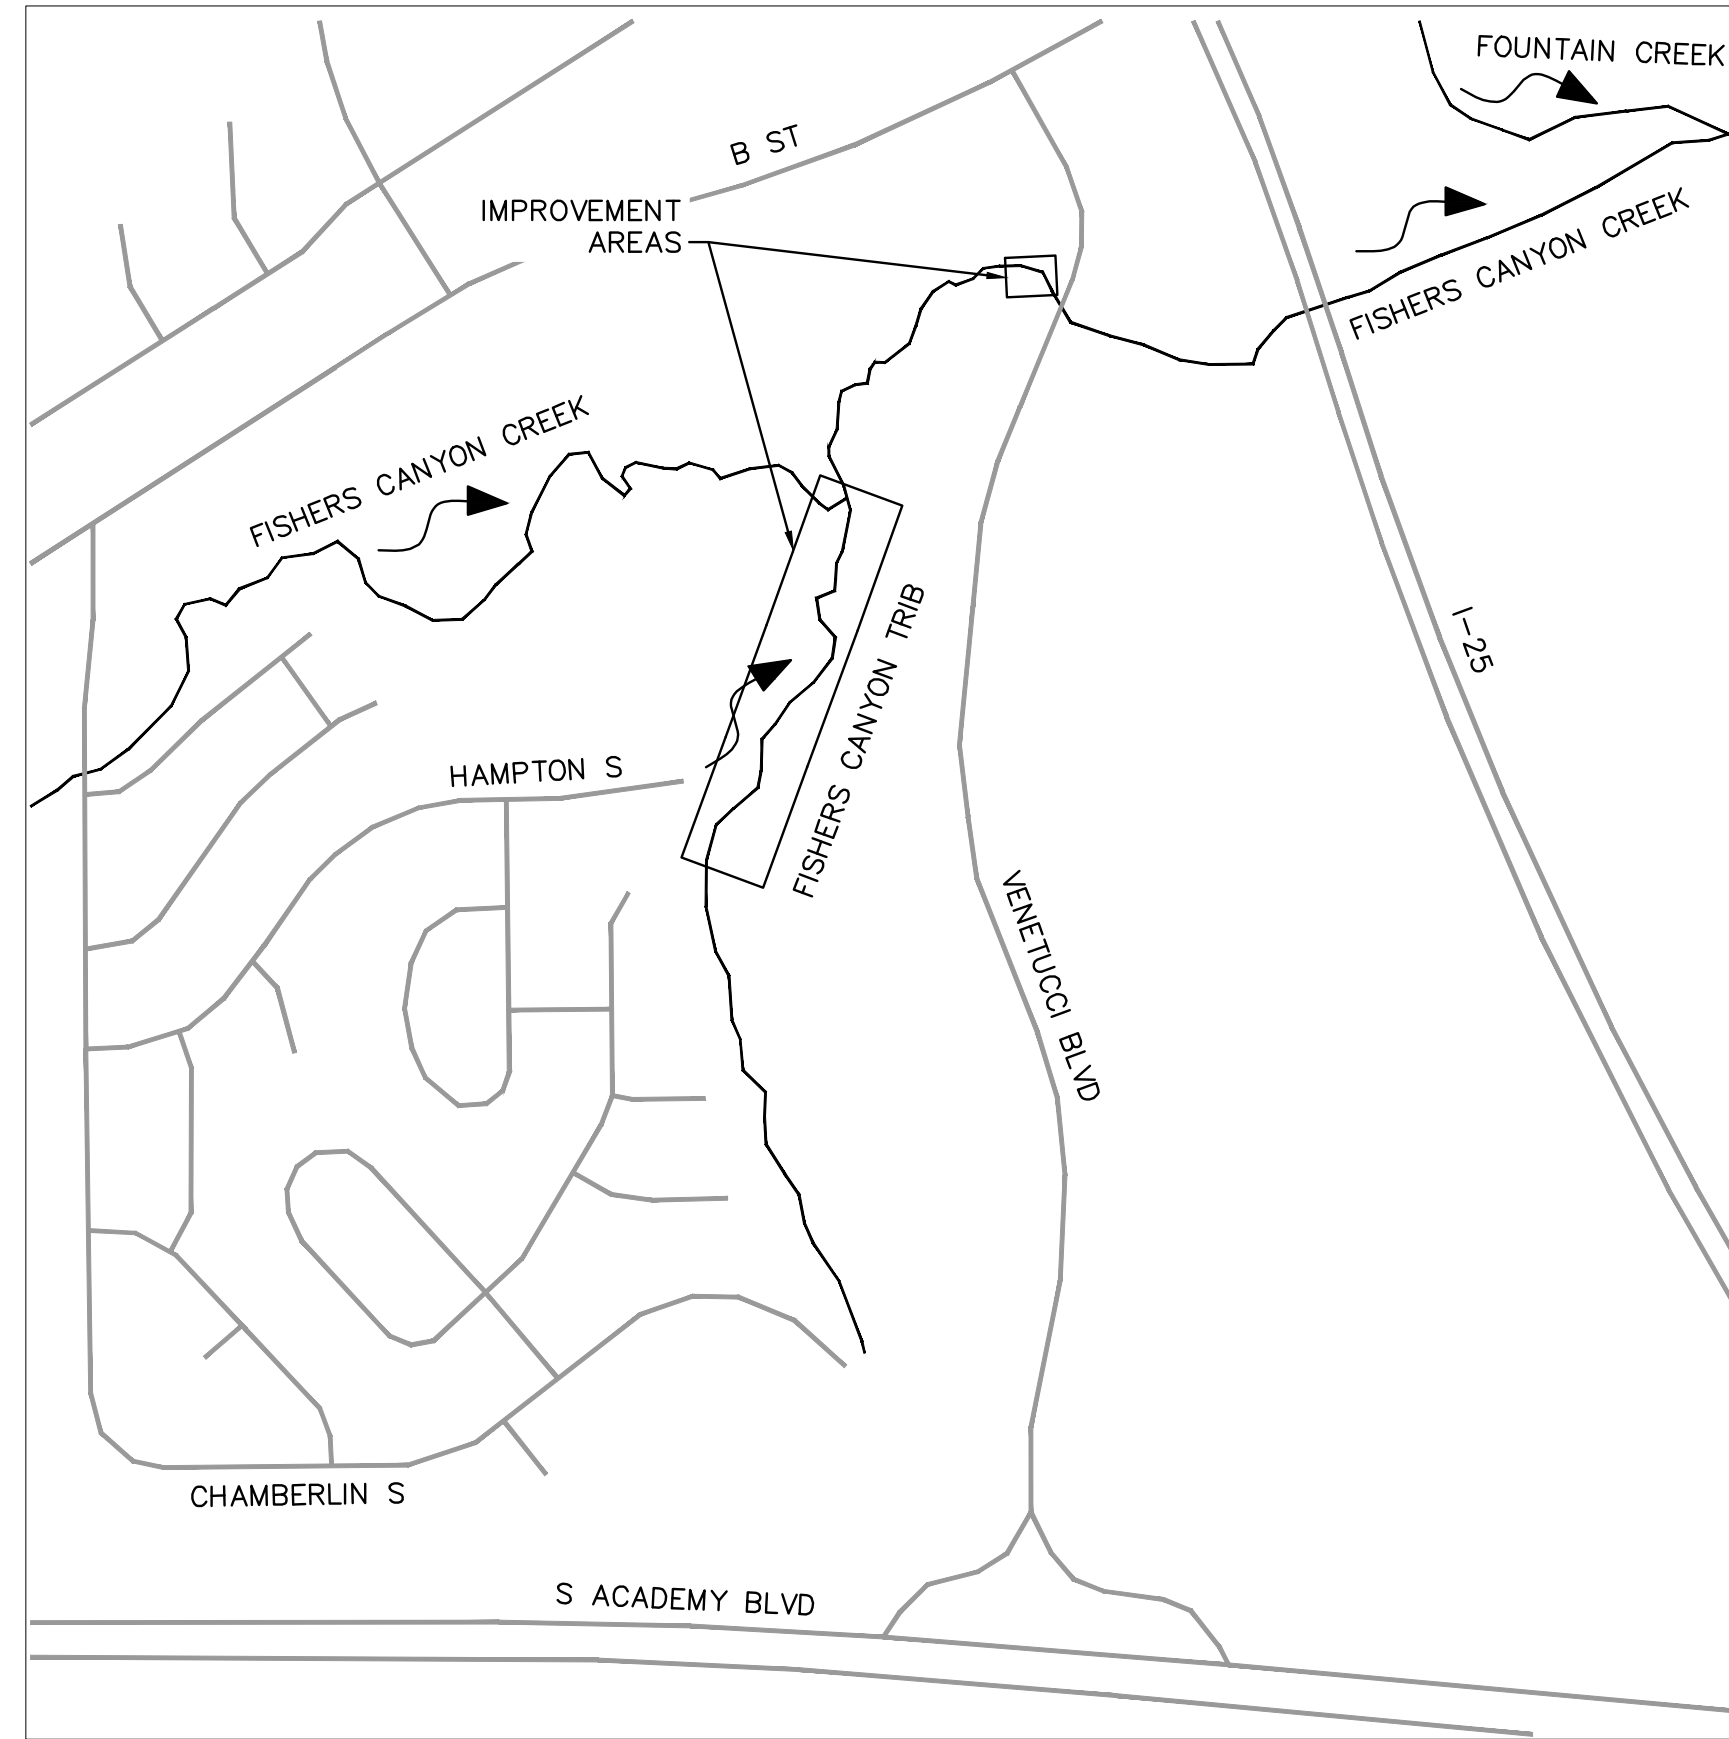 FOUNTAIN CREEK
B ST
IMPROVEMENT
AREAS
FISHERS CANYON CREEK
FISHERS CANYON CREEK
I-25
FISHERS CANYON TRIB
HAMPTON S
VENETUCCI BLVD
CHAMBERLIN S
S ACADEMY BLVD